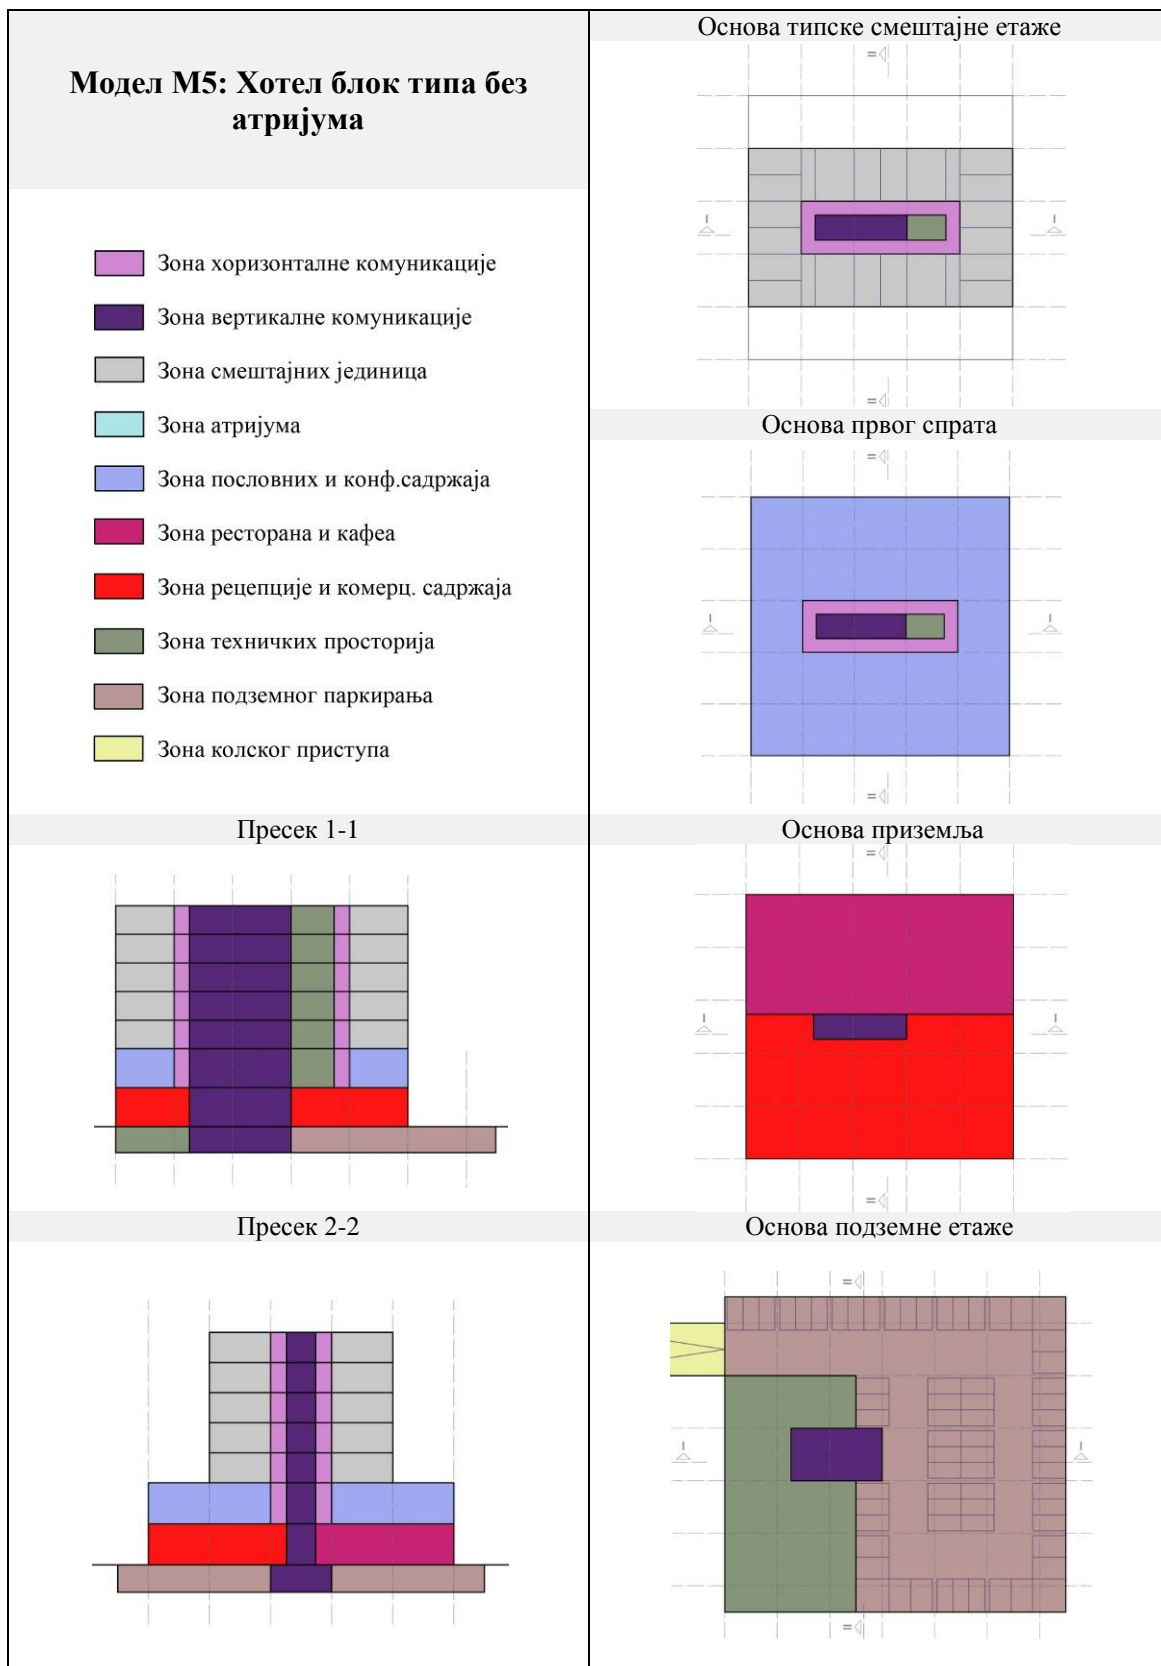 Модел М5: Хотел блок типа без
атријума
Зона хоризонталне комуникације
Зона вертикалне комуникације
Зона смештајних јединица
Зона атријума
Зона пословних и конф.садржаја
Зона ресторана и кафеа
Зона рецепције и комерц. садржаја
Зона техничких просторија
Зона подземног паркирања
Зона колског приступа
Пресек 1-1
Пресек 2-2
Основа типске смештајне етаже
Основа првог спрата
Основа приземља
Основа подземне етаже